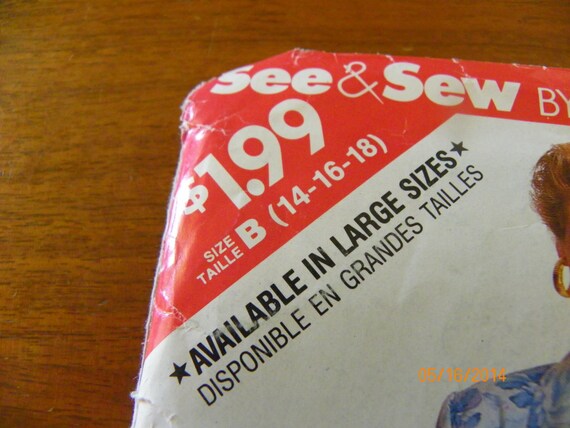 See & Sew BY
$1.99
SIZE
TAILLE B (14-16-18)
★AVAILABLE IN LARGE SIZES★
DISPONIBLE EN GRANDES TAILLES
05/10/2014